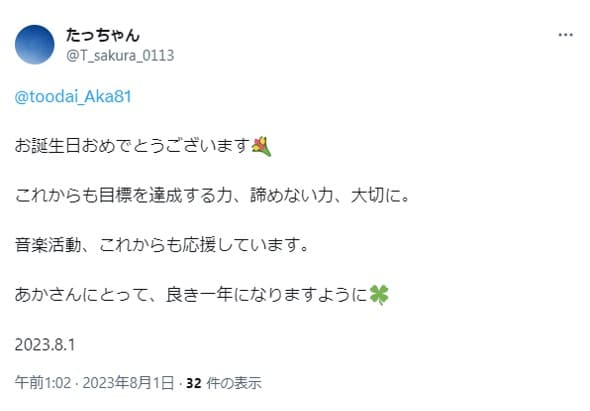 たっちゃん
@T_sakura_0113
@toodai_Aka81
お誕生日おめでとうございます💐
これからも目標を達成する力、諦めない力、大切に。
音楽活動、これからも応援しています。
あかさんにとって、良き一年になりますように🍀
2023.8.1
午前1:02 · 2023年8月1日 · 32 件の表示